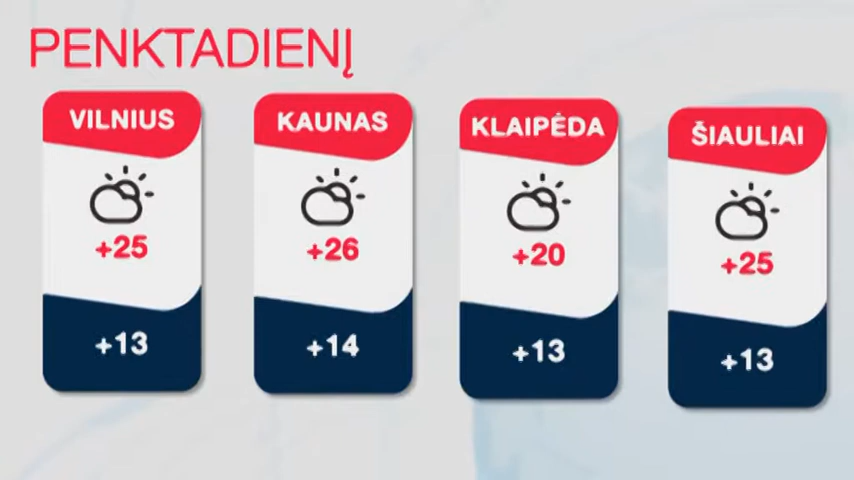 PENKTADIENĮ
VILNIUS
+25
+13
KAUNAS
+26
+14
KLAIPĖDA
+20
+13
ŠIAULIAI
+25
+13